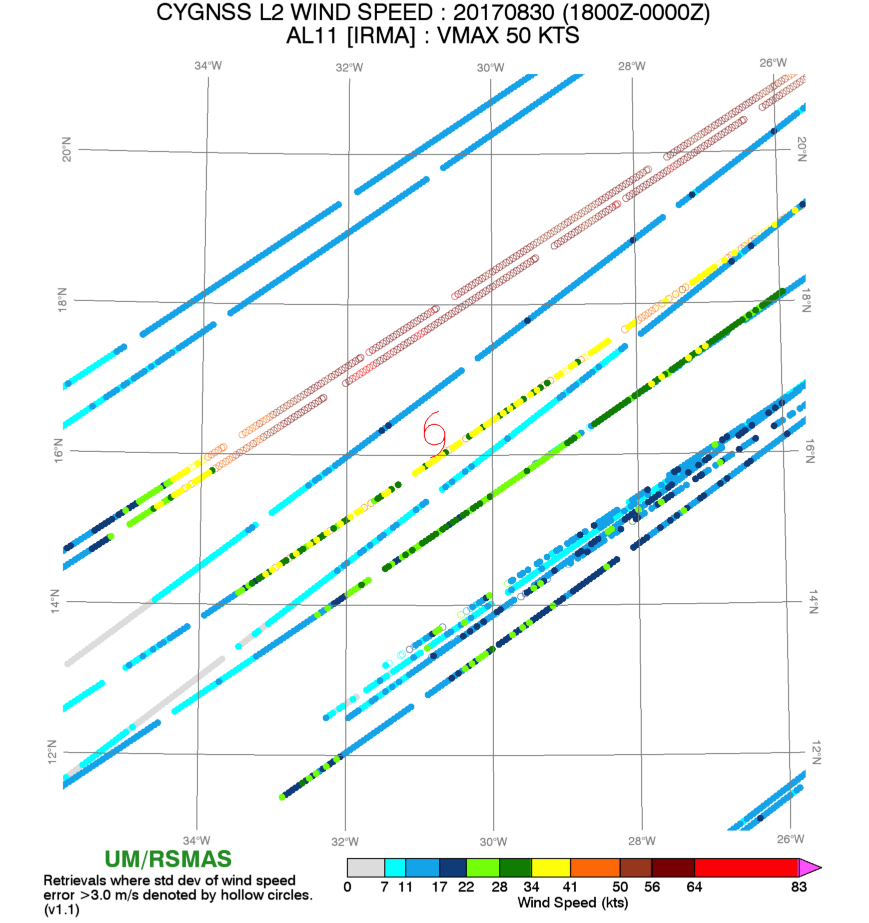 CYGNSS L2 WIND SPEED : 20170830 (1800Z-0000Z)
AL11 [IRMA] : VMAX 50 KTS
34°W 32°W 30°W 28°W 26°W
20°N 20°N
18°N 18°N
16°N 16°N
14°N 14°N
12°N 12°N
34°W 32°W 30°W 28°W 26°W
UM/RSMAS
Retrievals where std dev of wind speed
error >3.0 m/s denoted by hollow circles.
(v1.1)
0 7 11 17 22 28 34 41 50 56 64 83
Wind Speed (kts)